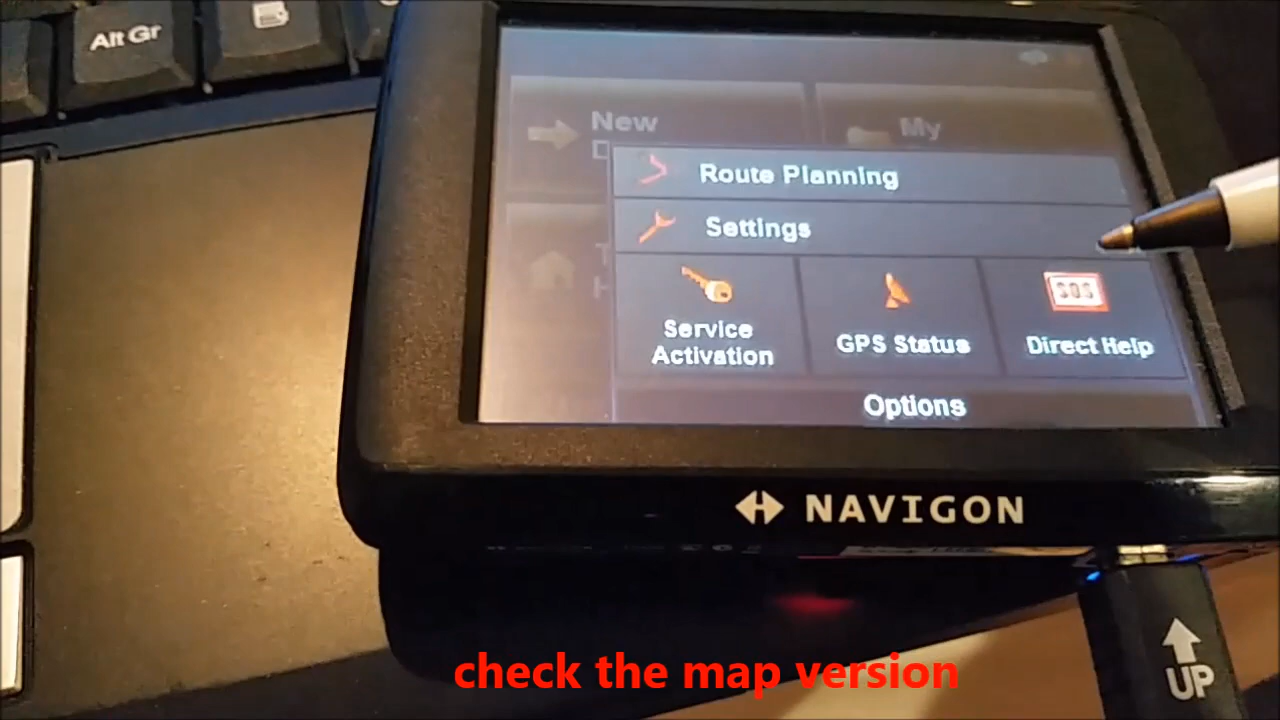 Alt Gr
New
My
D
Route Planning
Settings
T
H
Service
Activation
GPS Status
SOS
Direct Help
Options
NAVIGON
UP
check the map version